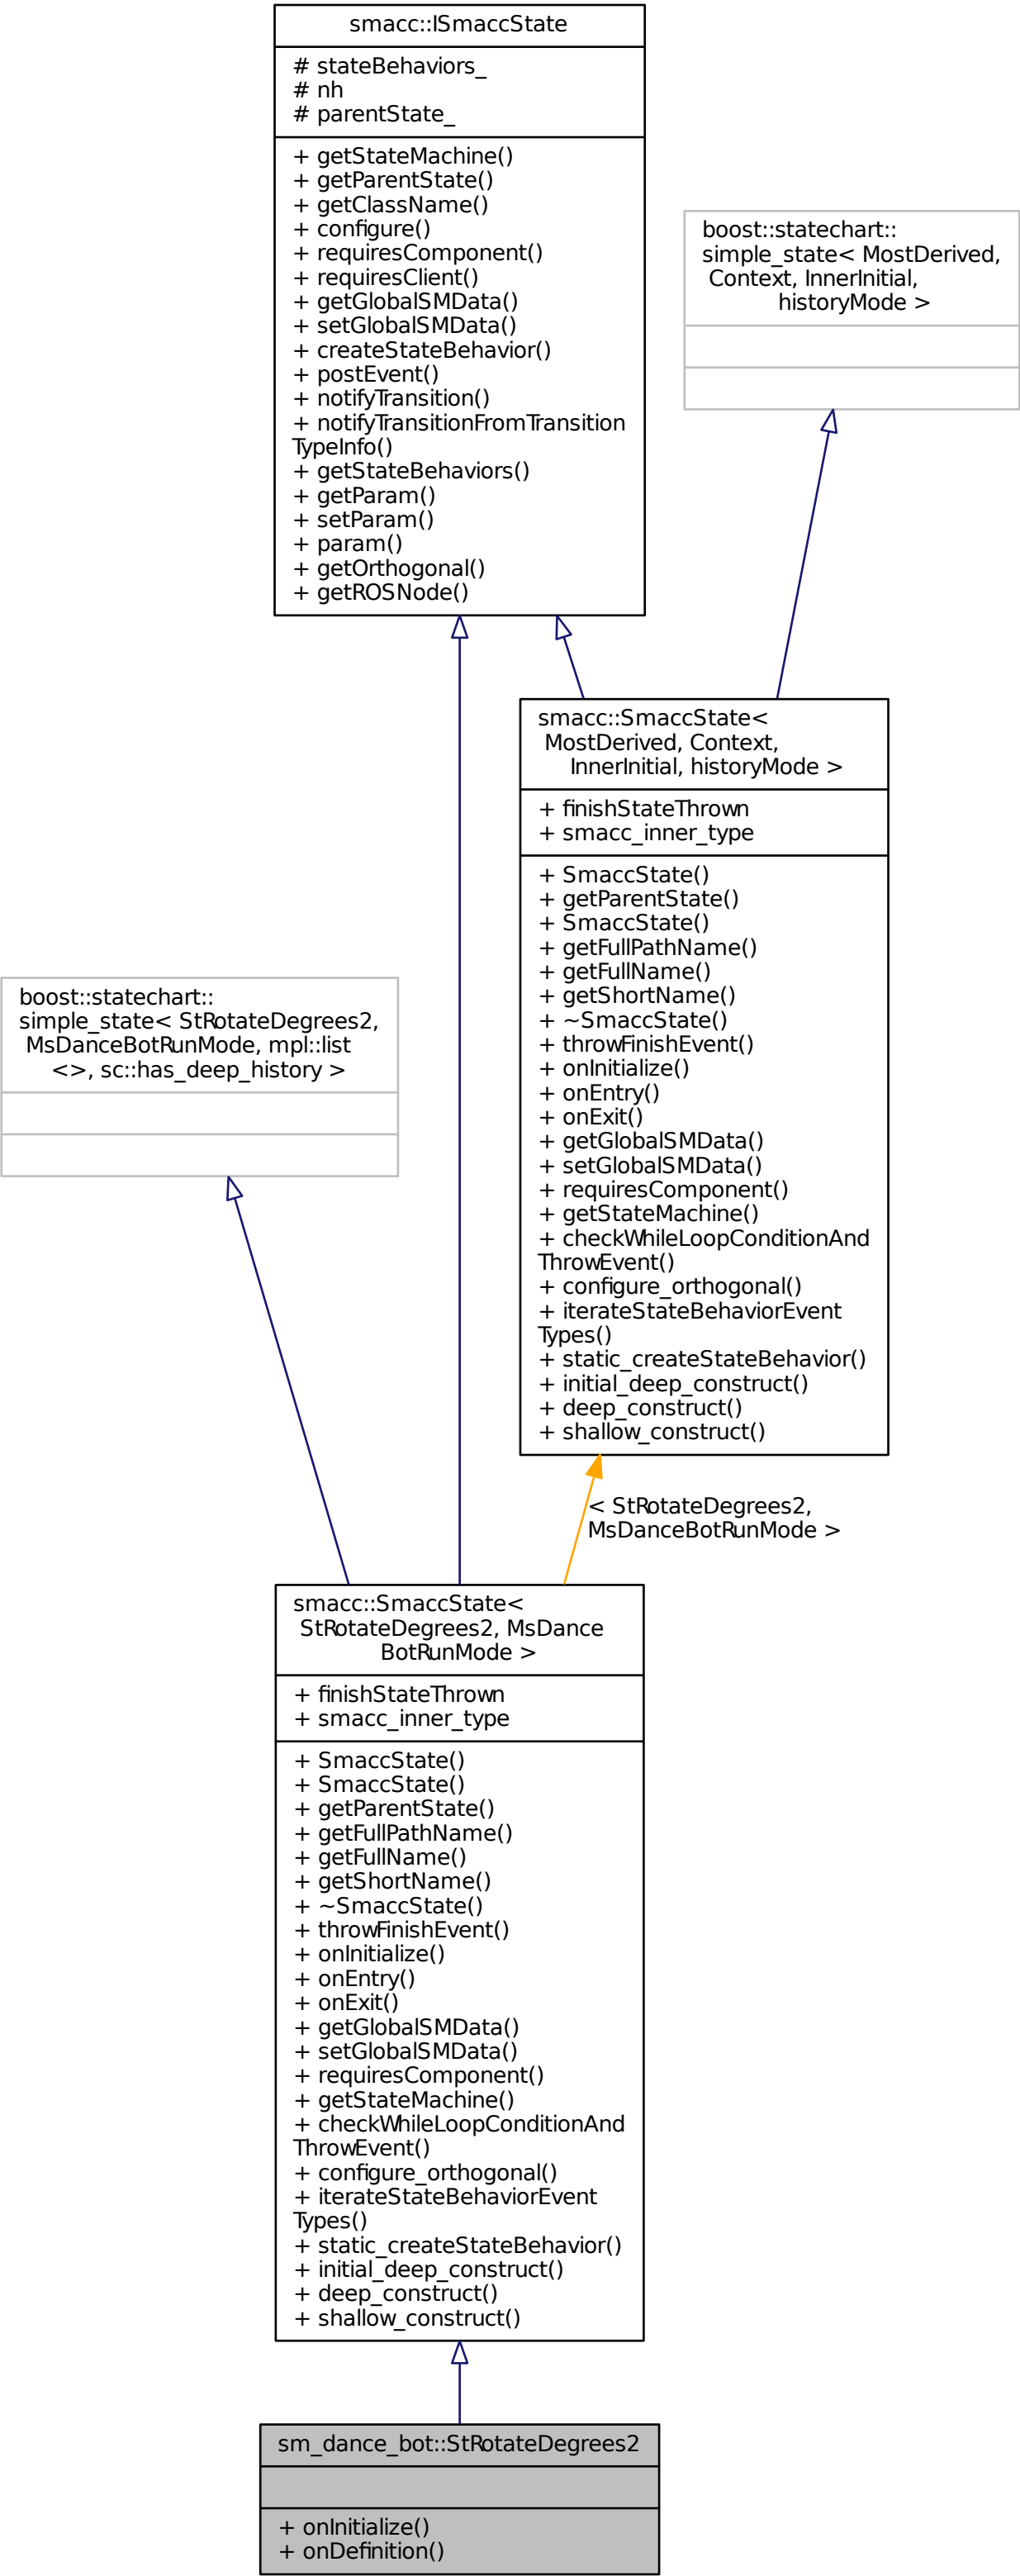 smacc::ISmaccState
# stateBehaviors_
# nh
# parentState_
+ getStateMachine()
+ getParentState()
+ getClassName()
+ configure()
+ requiresComponent()
+ requiresClient()
+ getGlobalSMData()
+ setGlobalSMData()
+ createStateBehavior()
+ postEvent()
+ notifyTransition()
+ notifyTransitionFromTransition
TypeInfo()
+ getStateBehaviors()
+ getParam()
+ setParam()
+ param()
+ getOrthogonal()
+ getROSNode()
boost::statechart::
simple_state< MostDerived,
Context, InnerInitial,
historyMode >
smacc::SmaccState<
MostDerived, Context,
InnerInitial, historyMode >
+ finishStateThrown
+ smacc_inner_type
+ SmaccState()
+ getParentState()
+ SmaccState()
+ getFullPathName()
+ getFullName()
+ getShortName()
+ ~SmaccState()
+ throwFinishEvent()
+ onInitialize()
+ onEntry()
+ onExit()
+ getGlobalSMData()
+ setGlobalSMData()
+ requiresComponent()
+ getStateMachine()
+ checkWhileLoopConditionAnd
ThrowEvent()
+ configure_orthogonal()
+ iterateStateBehaviorEvent
Types()
+ static_createStateBehavior()
+ initial_deep_construct()
+ deep_construct()
+ shallow_construct()
boost::statechart::
simple_state< StRotateDegrees2,
MsDanceBotRunMode, mpl::list
<>, sc::has_deep_history >
< StRotateDegrees2,
MsDanceBotRunMode >
smacc::SmaccState<
StRotateDegrees2, MsDance
BotRunMode >
+ finishStateThrown
+ smacc_inner_type
+ SmaccState()
+ SmaccState()
+ getParentState()
+ getFullPathName()
+ getFullName()
+ getShortName()
+ ~SmaccState()
+ throwFinishEvent()
+ onInitialize()
+ onEntry()
+ onExit()
+ getGlobalSMData()
+ setGlobalSMData()
+ requiresComponent()
+ getStateMachine()
+ checkWhileLoopConditionAnd
ThrowEvent()
+ configure_orthogonal()
+ iterateStateBehaviorEvent
Types()
+ static_createStateBehavior()
+ initial_deep_construct()
+ deep_construct()
+ shallow_construct()
sm_dance_bot::StRotateDegrees2
+ onInitialize()
+ onDefinition()